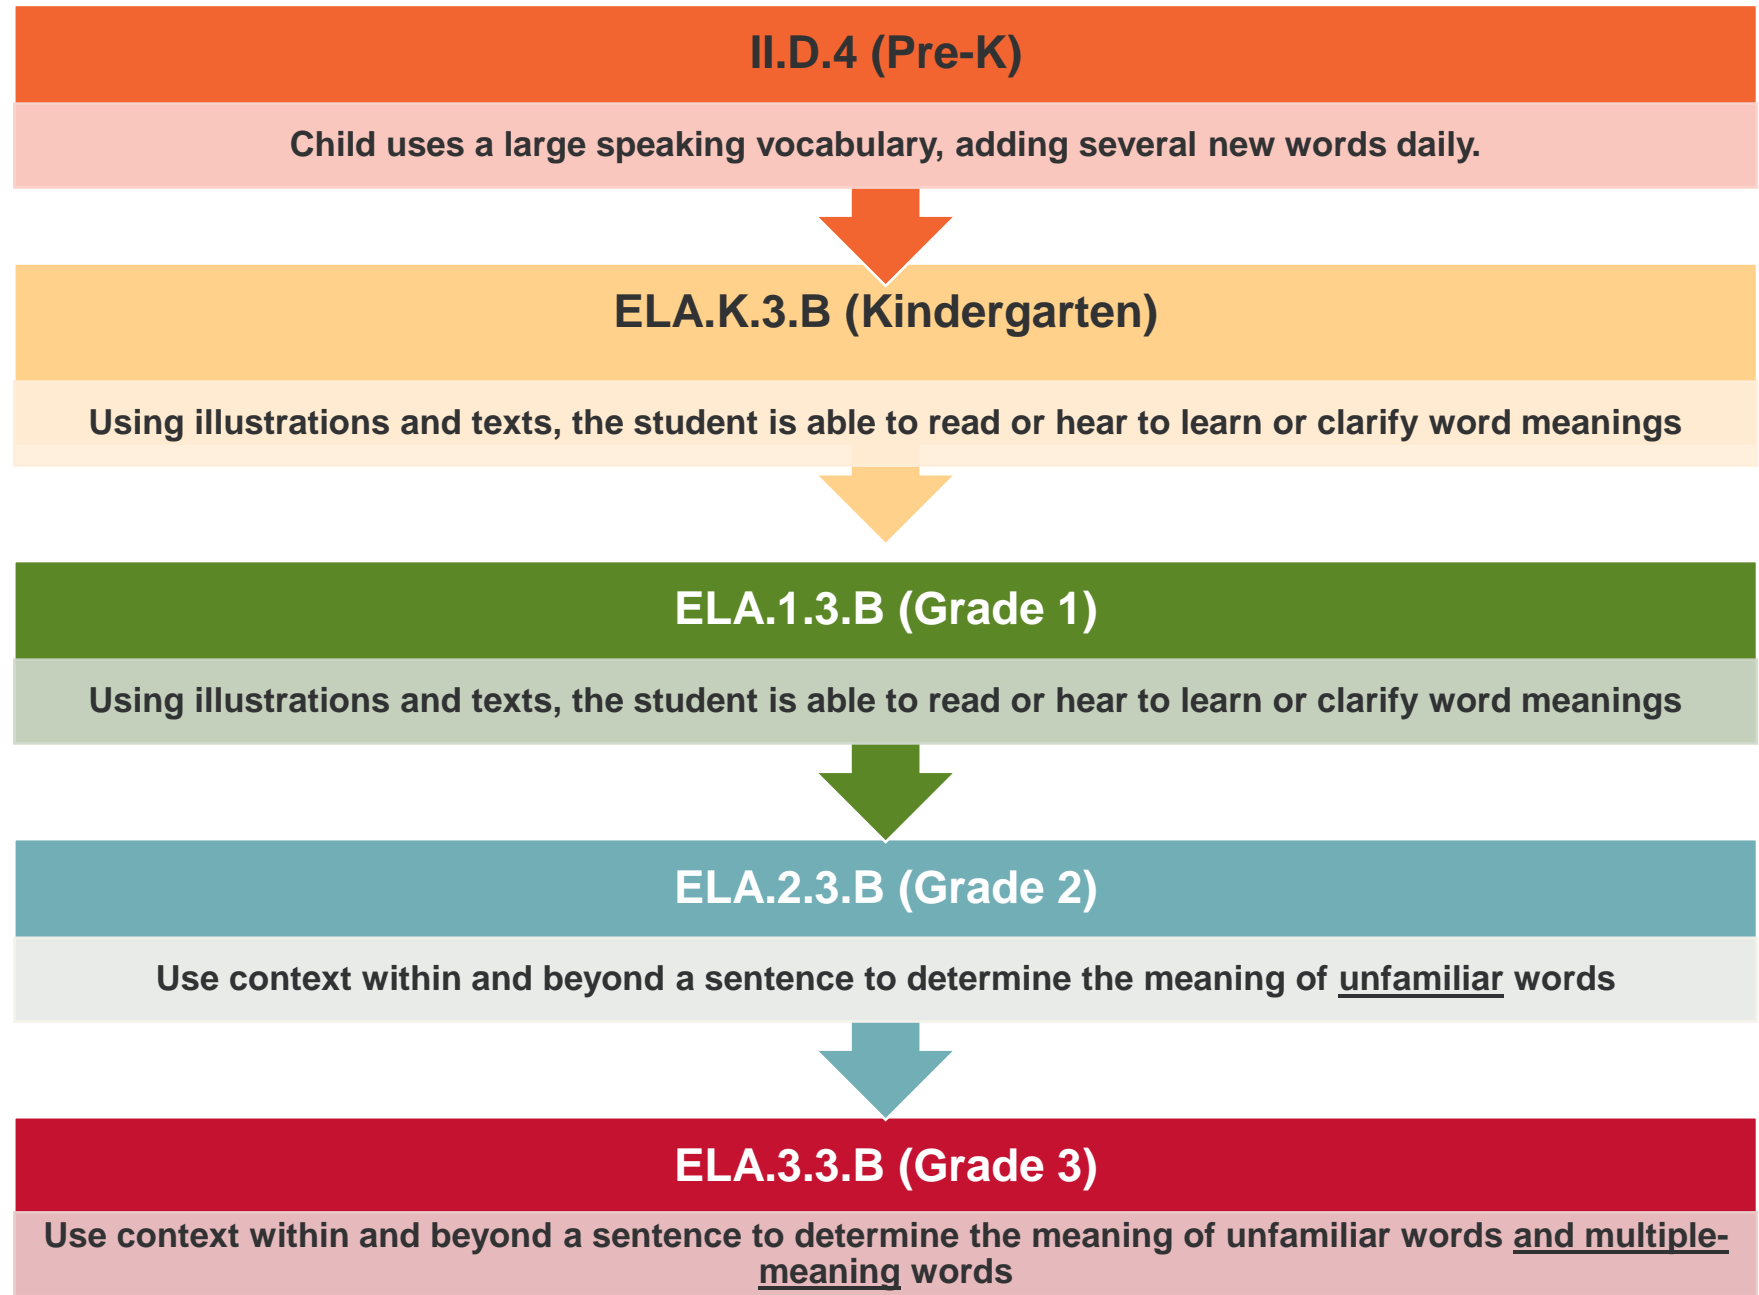 II.D.4 (Pre-K)
Child uses a large speaking vocabulary, adding several new words daily.
ELA.K.3.B (Kindergarten)
Using illustrations and texts, the student is able to read or hear to learn or clarify word meanings
ELA.1.3.B (Grade 1)
Using illustrations and texts, the student is able to read or hear to learn or clarify word meanings
ELA.2.3.B (Grade 2)
Use context within and beyond a sentence to determine the meaning of unfamiliar words
ELA.3.3.B (Grade 3)
Use context within and beyond a sentence to determine the meaning of unfamiliar words and multiple-
meaning words